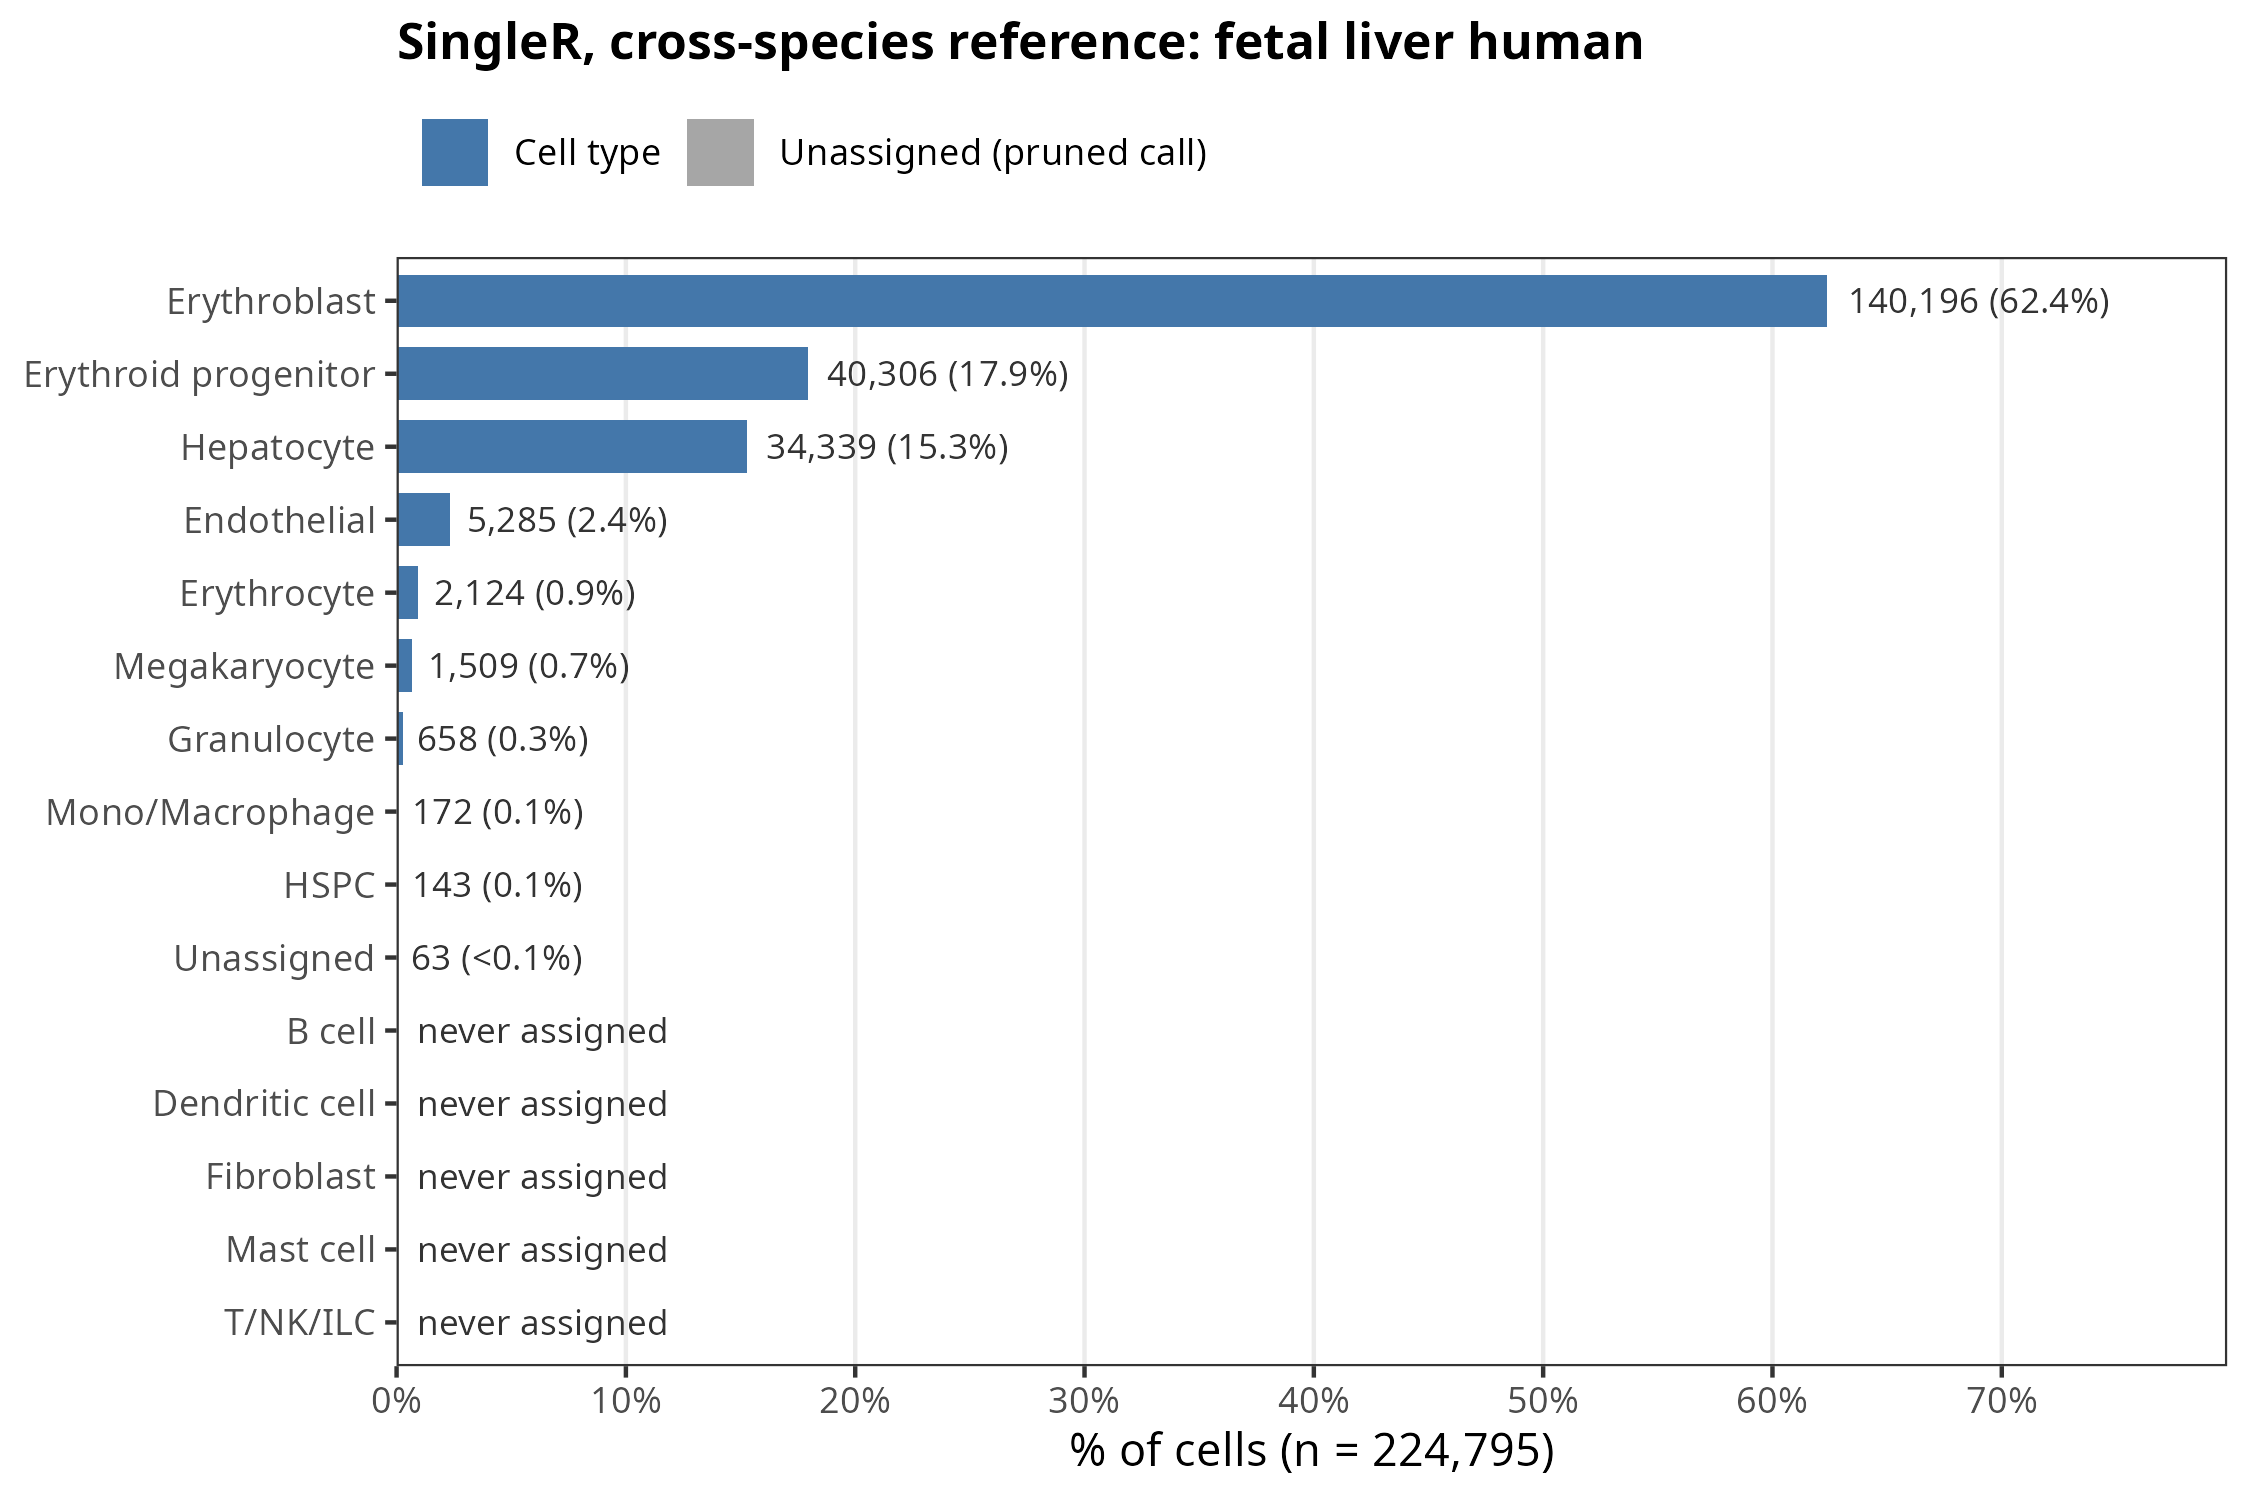 SingleR, cross-species reference: fetal liver human
Cell type
Unassigned (pruned call)
Erythroblast 140,196 (62.4%)
Erythroid progenitor 40,306 (17.9%)
Hepatocyte 34,339 (15.3%)
Endothelial 5,285 (2.4%)
Erythrocyte 2,124 (0.9%)
Megakaryocyte 1,509 (0.7%)
Granulocyte 658 (0.3%)
Mono/Macrophage 172 (0.1%)
HSPC 143 (0.1%)
Unassigned 63 (<0.1%)
B cell never assigned
Dendritic cell never assigned
Fibroblast never assigned
Mast cell never assigned
T/NK/ILC never assigned
0% 10% 20% 30% 40% 50% 60% 70%
% of cells (n = 224,795)